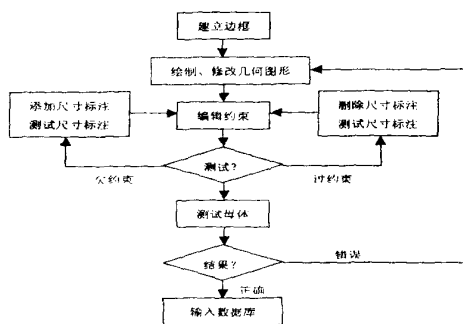 建立边框
绘制、修改几何图形
添加尺寸标注
测试尺寸标注
编辑约束
删除尺寸标注
测试尺寸标注
测试?
欠约束
过约束
测试母体
结果?
错误
正确
输入数据库